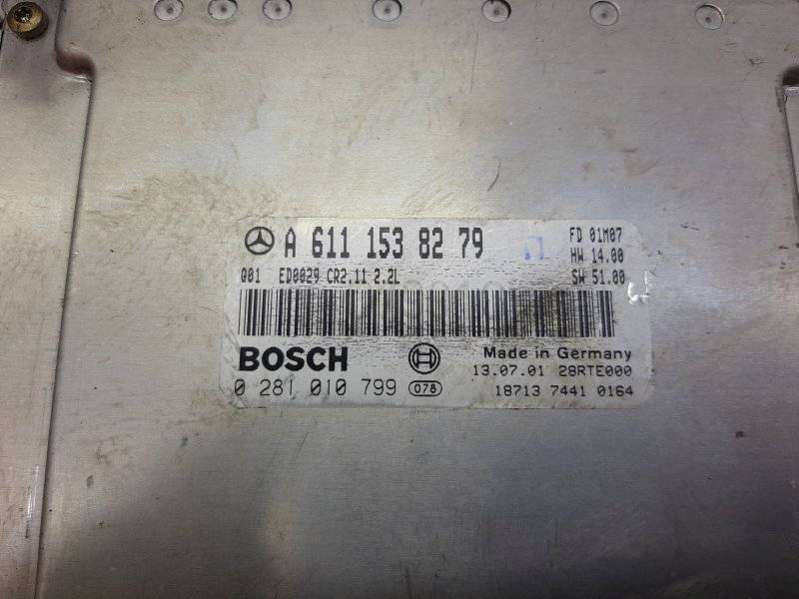 A 611 153 82 79
FD 01M07
HW 14.00
Q01 ED0029 CR2.11 2.2L
SW 51.00
BOSCH
Made in Germany
13.07.01 28RTE000
0 281 010 799 078
18713 7441 0164